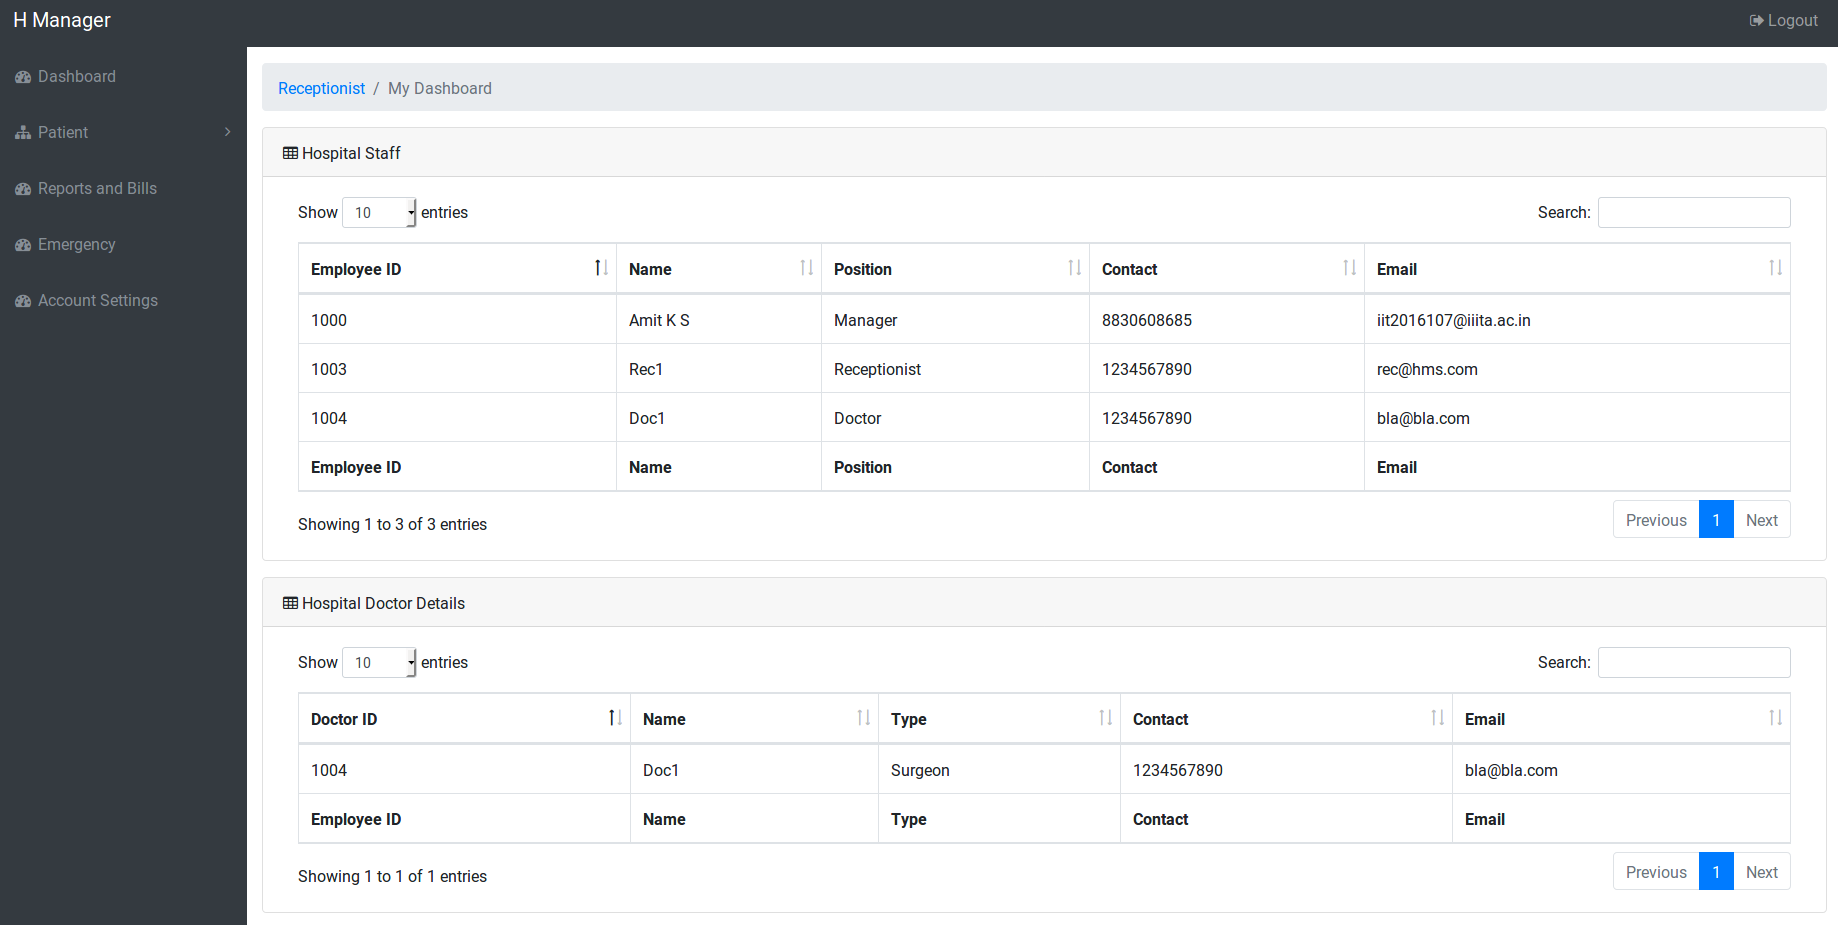 H Manager
Logout
Dashboard
Patient
Reports and Bills
Emergency
Account Settings
Receptionist / My Dashboard
Hospital Staff
Show 10 entries Search:
Employee ID Name Position Contact Email
1000 Amit K S Manager 8830608685 iit2016107@iiita.ac.in
1003 Rec1 Receptionist 1234567890 rec@hms.com
1004 Doc1 Doctor 1234567890 bla@bla.com
Employee ID Name Position Contact Email
Showing 1 to 3 of 3 entries Previous 1 Next
Hospital Doctor Details
Show 10 entries Search:
Doctor ID Name Type Contact Email
1004 Doc1 Surgeon 1234567890 bla@bla.com
Employee ID Name Type Contact Email
Showing 1 to 1 of 1 entries Previous 1 Next